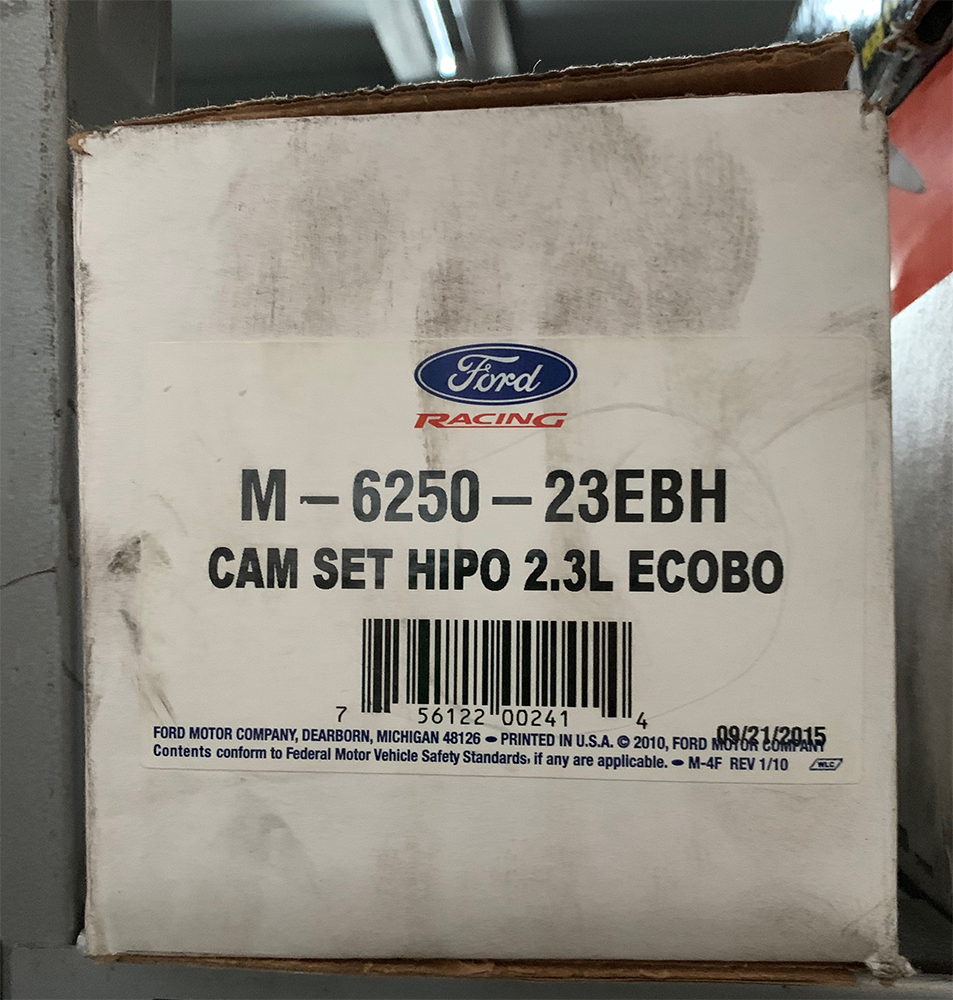 Ford
RACING
M-6250-23EBH
CAM SET HIPO 2.3L ECOBO
7 56122 00241 4
09/21/2015
FORD MOTOR COMPANY, DEARBORN, MICHIGAN 48126 • PRINTED IN U.S.A. © 2010, FORD MOTOR COMPANY
Contents conform to Federal Motor Vehicle Safety Standards, if any are applicable. • M-4F REV 1/10 WLC